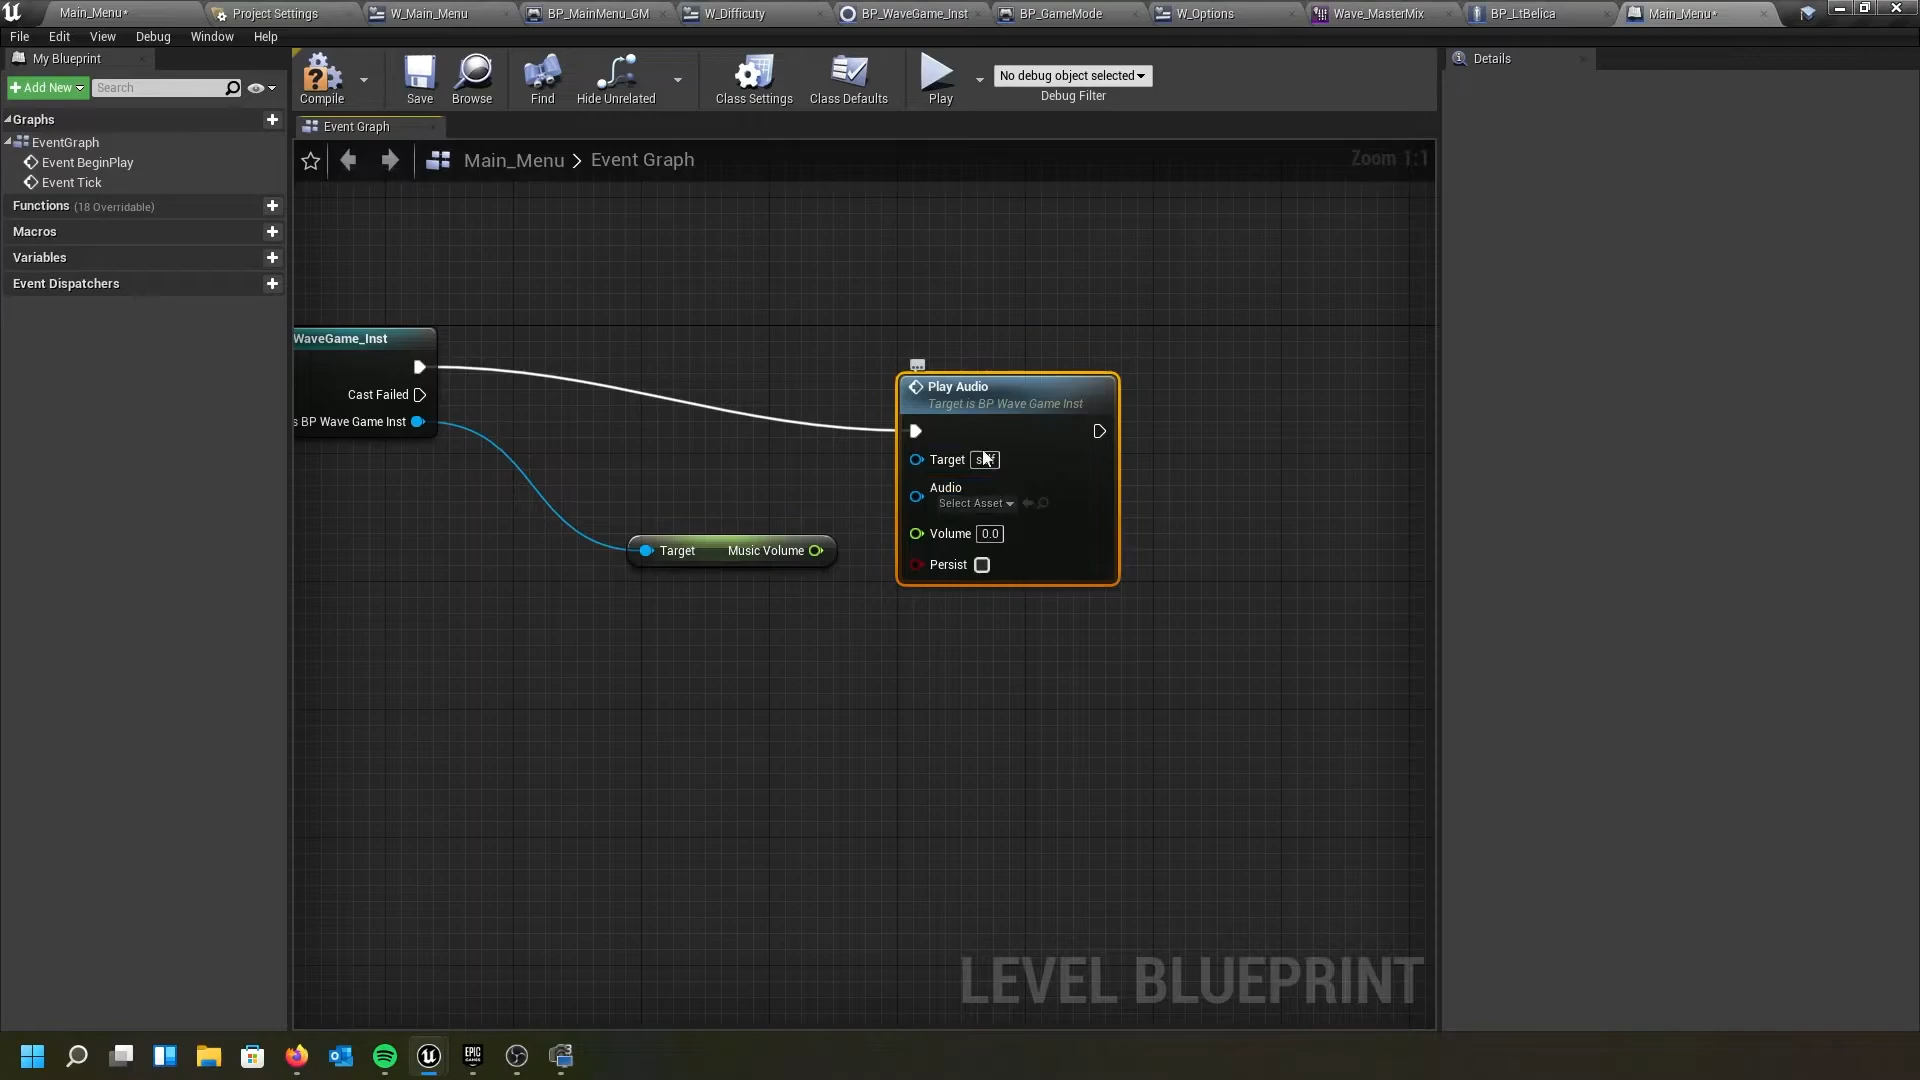 Main_Menu*
Project Settings
W_Main_Menu
BP_MainMenu_GM
W_Difficuty
BP_WaveGame_Inst
BP_GameMode
W_Options
Wave_MasterMix
BP_LtBelica
Main_Menu*
File Edit View Debug Window Help
My Blueprint
Add New
Search
Graphs
EventGraph
Event BeginPlay
Event Tick
Functions (18 Overridable)
Macros
Variables
Event Dispatchers
Compile
Save
Browse
Find
Hide Unrelated
Class Settings
Class Defaults
Play
No debug object selected
Debug Filter
Details
Event Graph
Main_Menu > Event Graph
Zoom 1:1
WaveGame_Inst
Cast Failed
s BP Wave Game Inst
Target Music Volume
Play Audio
Target is BP Wave Game Inst
Target
Audio
Select Asset
Volume 0.0
Persist
LEVEL BLUEPRINT
EPIC GAMES